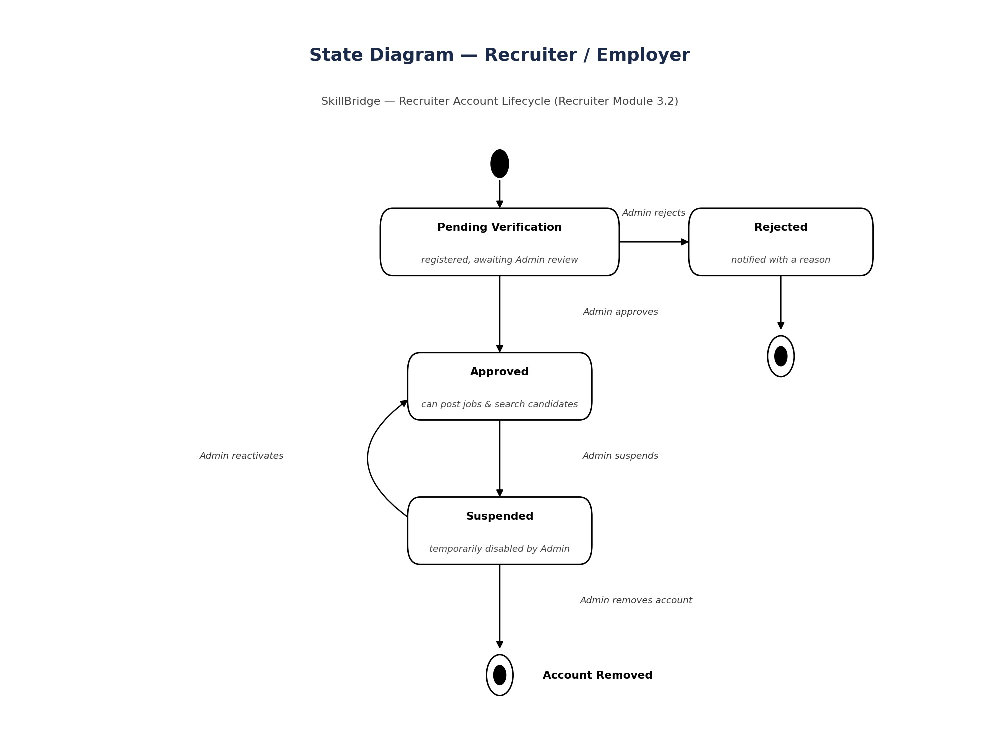 State Diagram — Recruiter / Employer
SkillBridge — Recruiter Account Lifecycle (Recruiter Module 3.2)
Admin rejects
Pending Verification
registered, awaiting Admin review
Rejected
notified with a reason
Admin approves
Approved
can post jobs & search candidates
Admin reactivates
Admin suspends
Suspended
temporarily disabled by Admin
Admin removes account
Account Removed